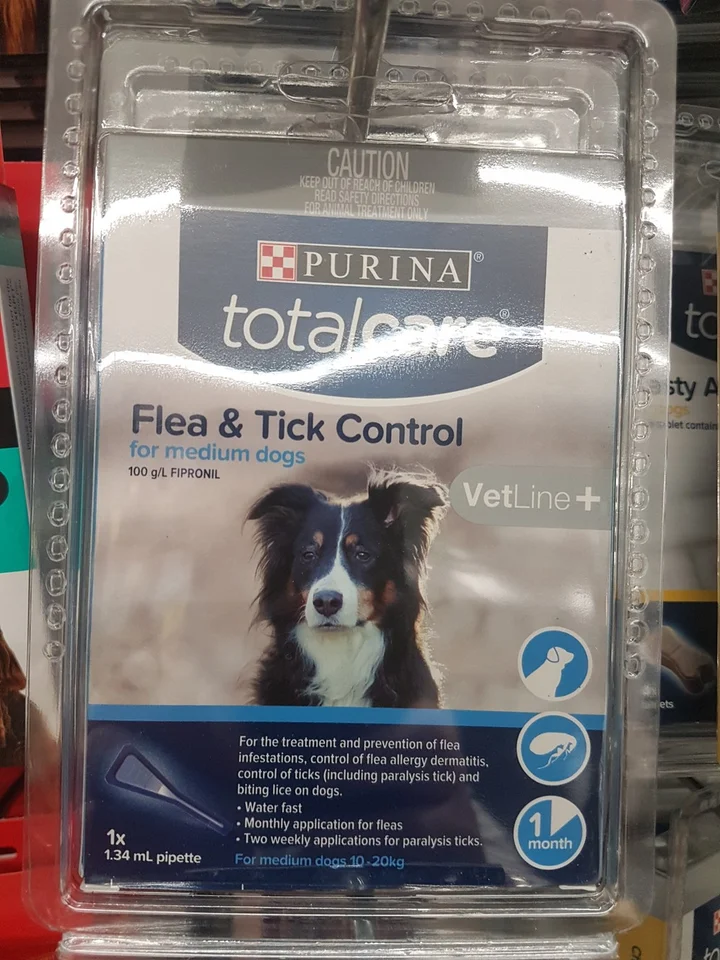 CAUTION
KEEP OUT OF REACH OF CHILDREN
READ SAFETY DIRECTIONS
FOR ANIMAL TREATMENT ONLY
PURINA®
totalcare®
Flea & Tick Control
for medium dogs
100 g/L FIPRONIL
VetLine+
For the treatment and prevention of flea
infestations, control of flea allergy dermatitis,
control of ticks (including paralysis tick) and
biting lice on dogs.
• Water fast
• Monthly application for fleas
• Two weekly applications for paralysis ticks.
For medium dogs 10-20kg
1x
1.34 mL pipette
1
month
tc
sty A